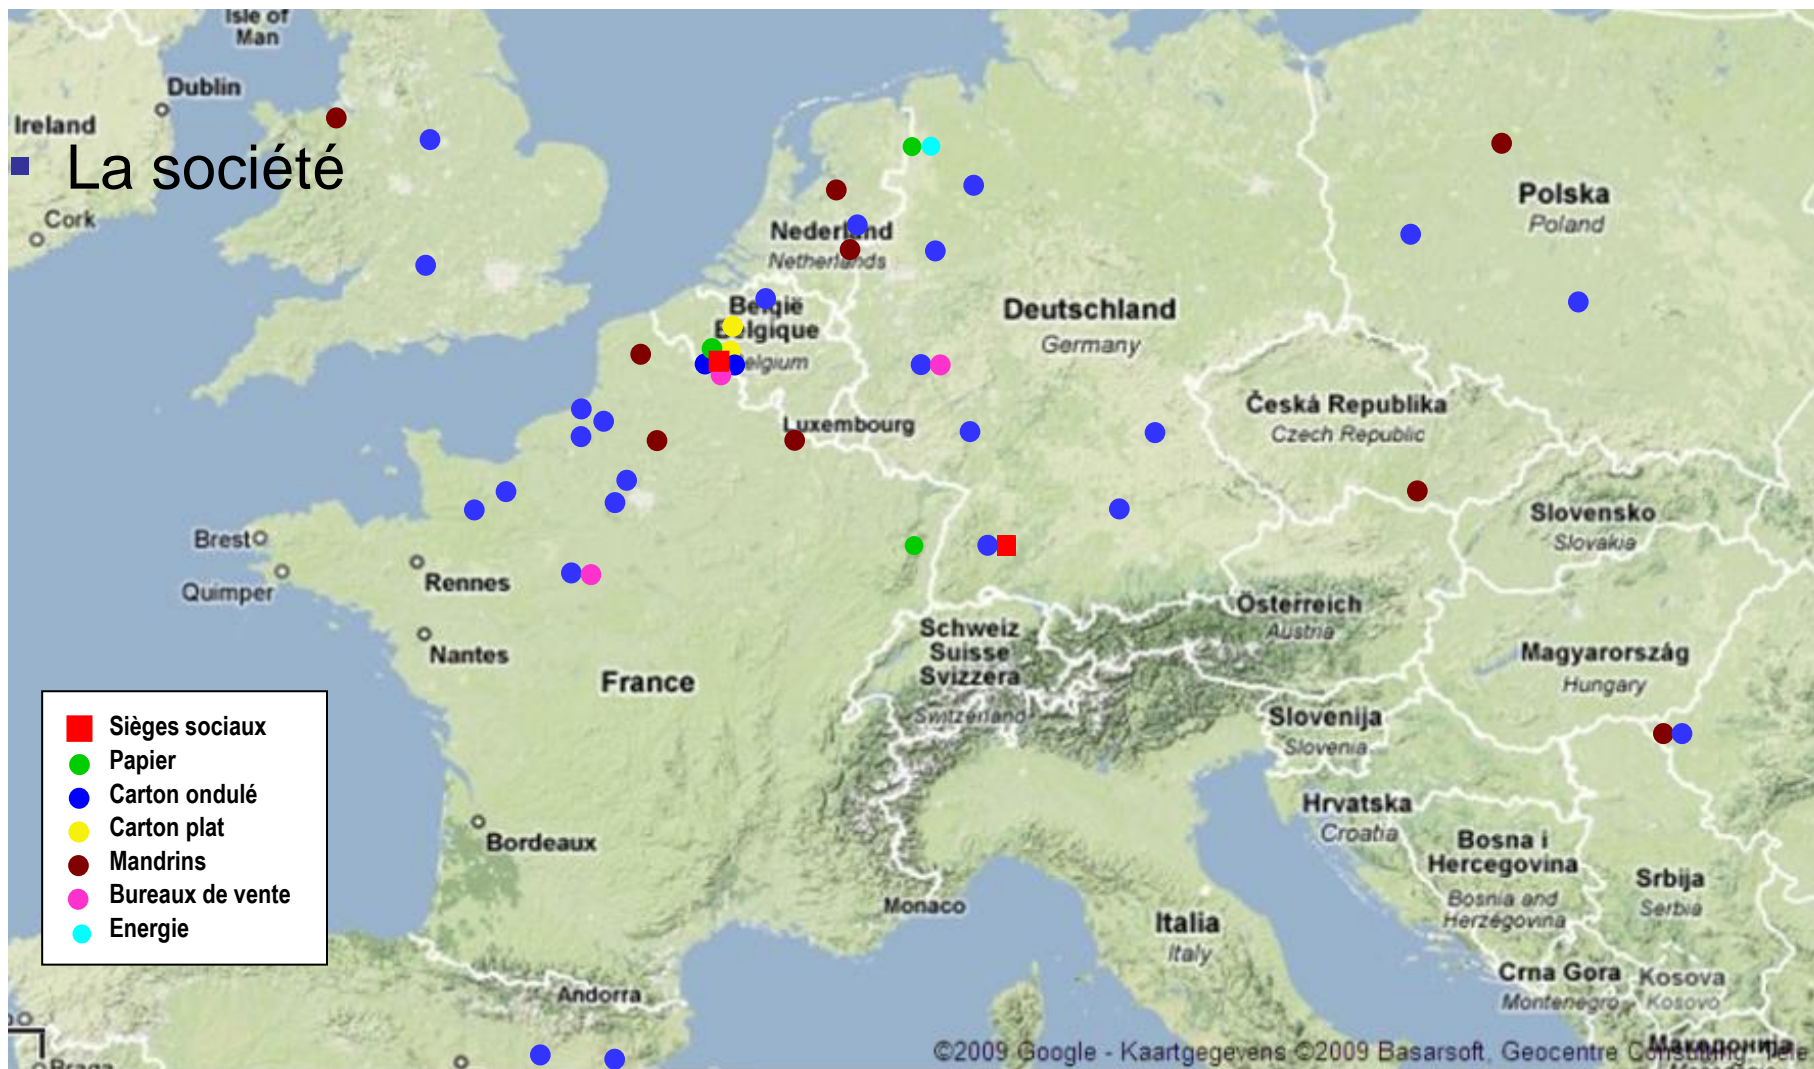 Isle of
Man
Dublin
Ireland
▪ La société
Cork
Polska
Poland
Nederland
Netherlands
België
Belgique
Belgium
Deutschland
Germany
Česká Republika
Czech Republic
Luxembourg
Slovensko
Slovakia
Brest
Rennes
Quimper
Österreich
Austria
Schweiz
Suisse
Svizzera
Switzerland
Nantes
France
Magyarország
Hungary
Slovenija
Slovenia
Sièges sociaux
Papier
Carton ondulé
Carton plat
Mandrins
Bureaux de vente
Energie
Hrvatska
Croatia
Bordeaux
Bosna i
Hercegovina
Bosnia and
Herzegovina
Srbija
Serbia
Monaco
Italia
Italy
Crna Gora
Montenegro
Kosova
Kosovo
Andorra
©2009 Google - Kaartgegevens ©2009 Basarsoft, Geocentre Consulting, Tele
Македонија
Braga